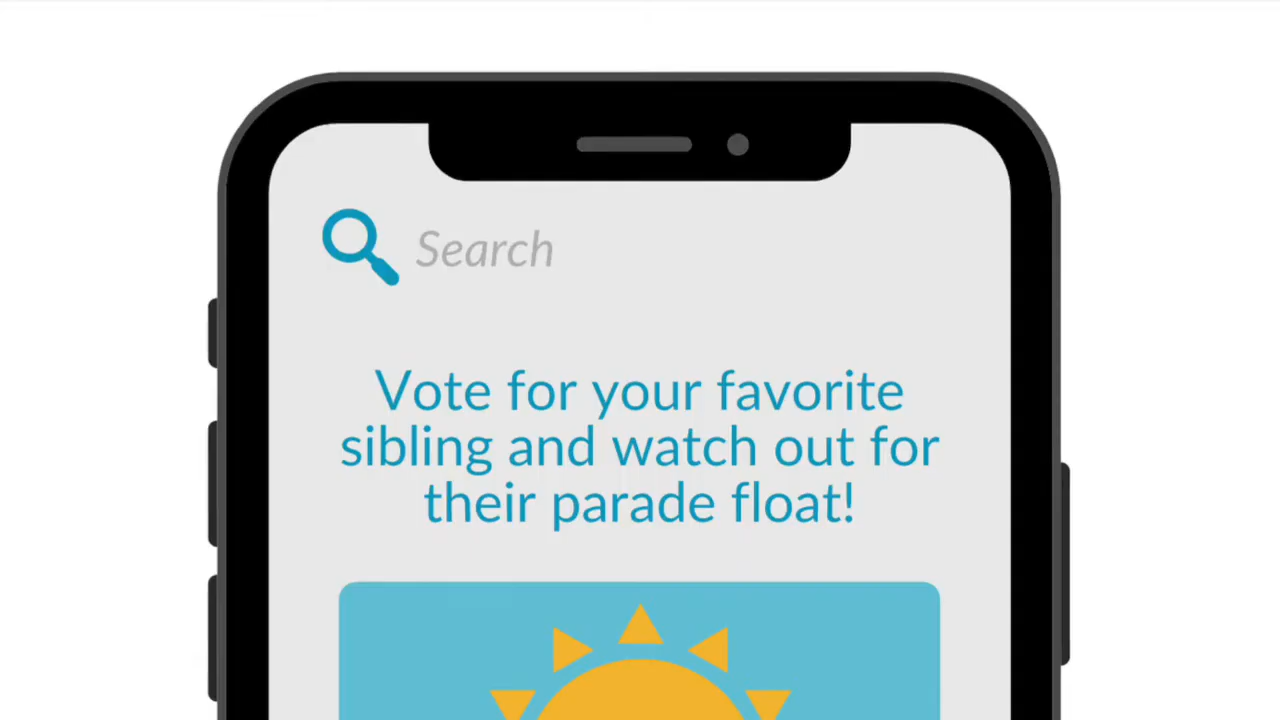 Search
Vote for your favorite
sibling and watch out for
their parade float!